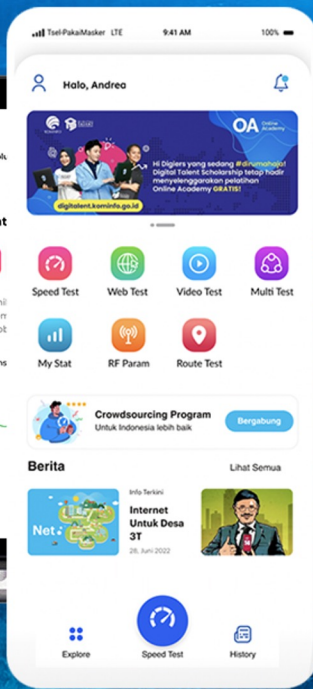 Tsel-PakaiMasker LTE 9:41 AM 100%
Halo, Andrea
KOMINFO
OA Online Academy
Hi Digiers yang sedang #dirumahaja!
Digital Talent Scholarship tetap hadir
menyelenggarakan pelatihan
Online Academy GRATIS!
digitalent.kominfo.go.id
Speed Test Web Test Video Test Multi Test
My Stat RF Param Route Test
Crowdsourcing Program
Untuk Indonesia lebih baik
Bergabung
Berita Lihat Semua
Net
Info Terkini
Internet
Untuk Desa
3T
26, Juni 2022
Explore Speed Test History